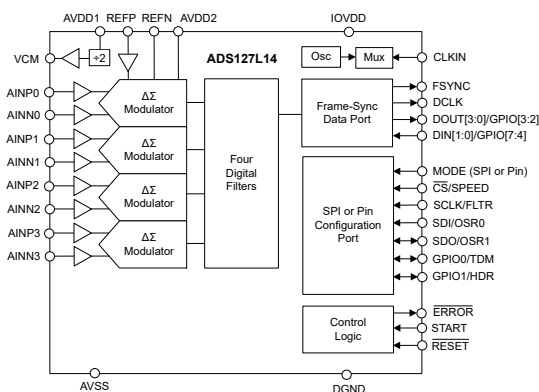 AVDD1 REFP REFN AVDD2 IOVDD
VCM
÷2
ADS127L14
Osc
Mux
CLKIN
AINP0
AINN0
AINP1
AINN1
AINP2
AINN2
AINP3
AINN3
ΔΣ
Modulator
ΔΣ
Modulator
ΔΣ
Modulator
ΔΣ
Modulator
Four
Digital
Filters
Frame-Sync
Data Port
FSYNC
DCLK
DOUT[3:0]/GPIO[3:2]
DIN[1:0]/GPIO[7:4]
SPI or Pin
Configuration
Port
MODE (SPI or Pin)
CS/SPEED
SCLK/FLTR
SDI/OSR0
SDO/OSR1
GPIO0/TDM
GPIO1/HDR
Control
Logic
ERROR
START
RESET
AVSS
DGND